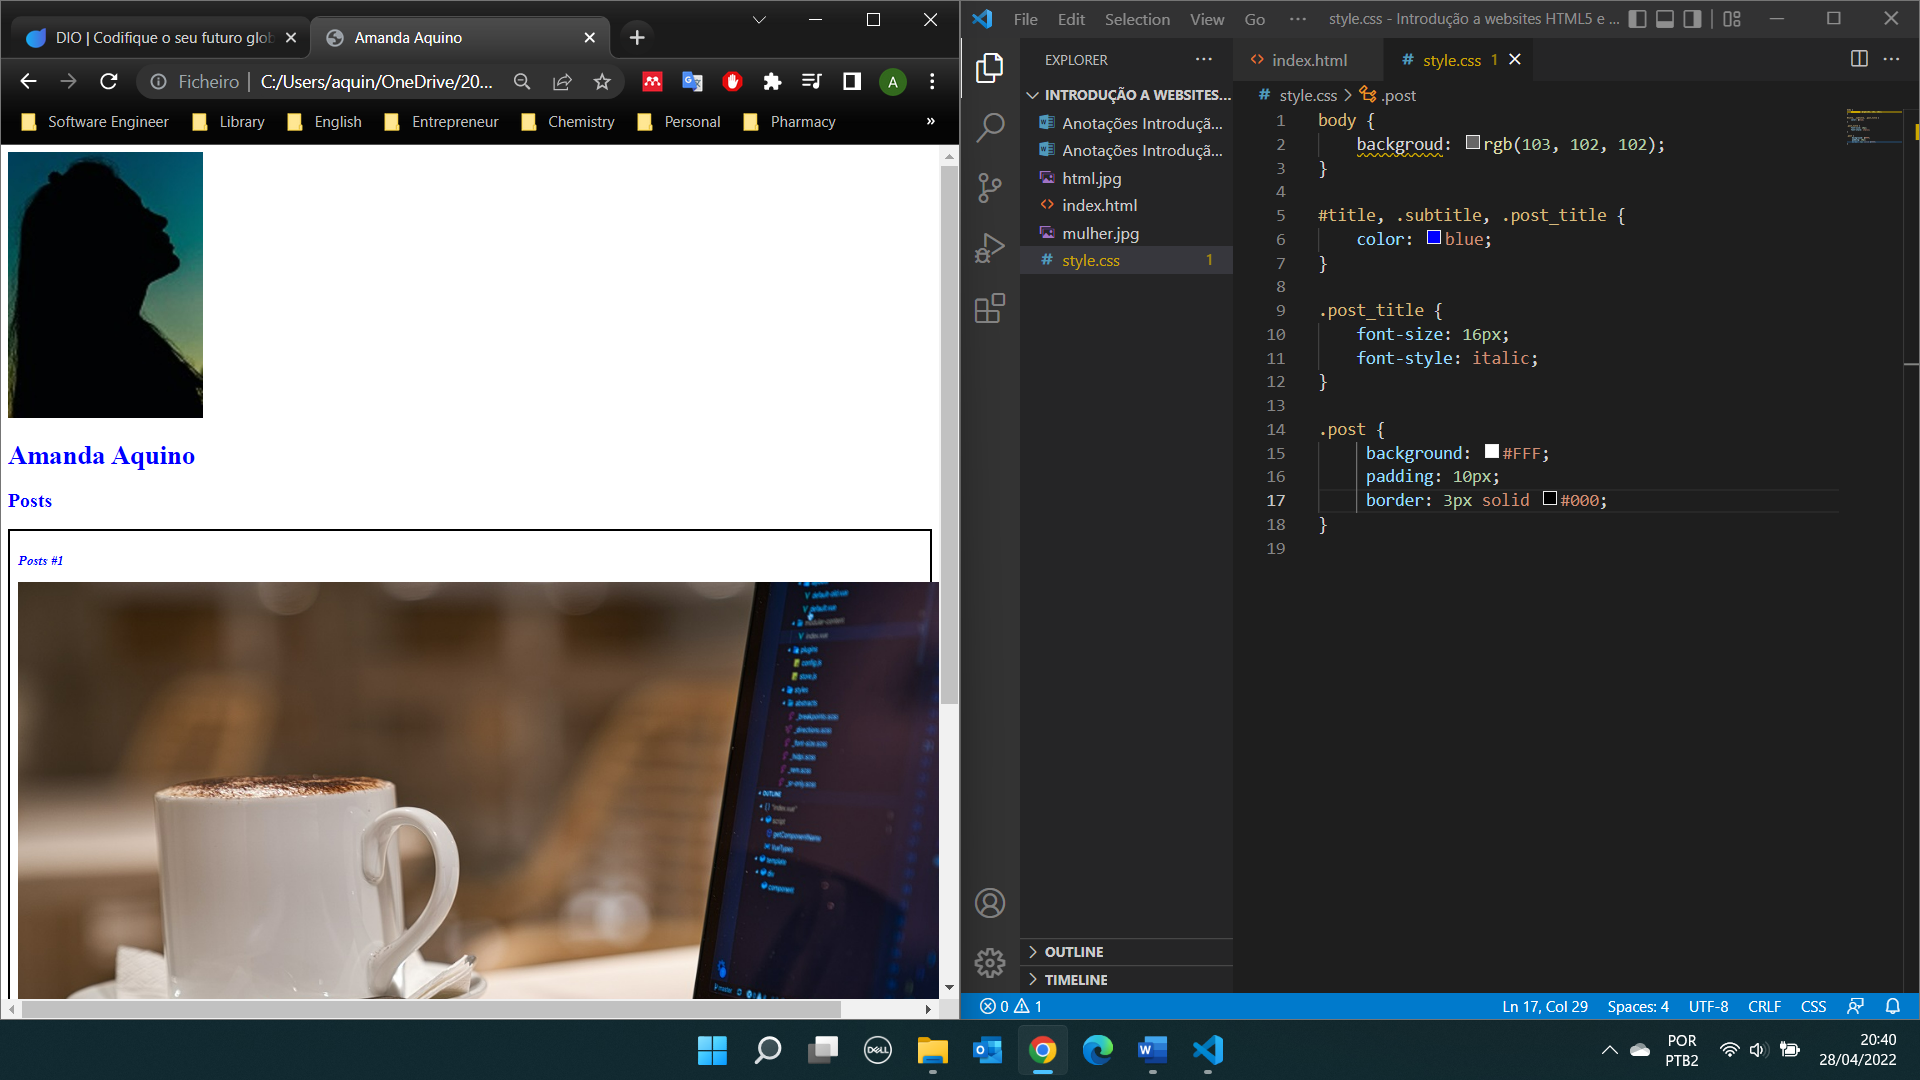 DIO | Codifique o seu futuro glob
Amanda Aquino
Ficheiro
C:/Users/aquin/OneDrive/20...
A
Software Engineer
Library
English
Entrepreneur
Chemistry
Personal
Pharmacy
»
Amanda Aquino
Posts
Posts #1
File Edit Selection View Go ···
style.css - Introdução a websites HTML5 e ...
EXPLORER
INTRODUÇÃO A WEBSITES...
Anotações Introduçã...
Anotações Introduçã...
html.jpg
index.html
mulher.jpg
style.css 1
OUTLINE
TIMELINE
index.html
style.css 1
style.css > .post
1 body {
2 backgroud: rgb(103, 102, 102);
3 }
4
5 #title, .subtitle, .post_title {
6 color: blue;
7 }
8
9 .post_title {
10 font-size: 16px;
11 font-style: italic;
12 }
13
14 .post {
15 background: #FFF;
16 padding: 10px;
17 border: 3px solid #000;
18 }
19
0 1
Ln 17, Col 29
Spaces: 4
UTF-8
CRLF
CSS
DELL
POR
PTB2
20:40
28/04/2022